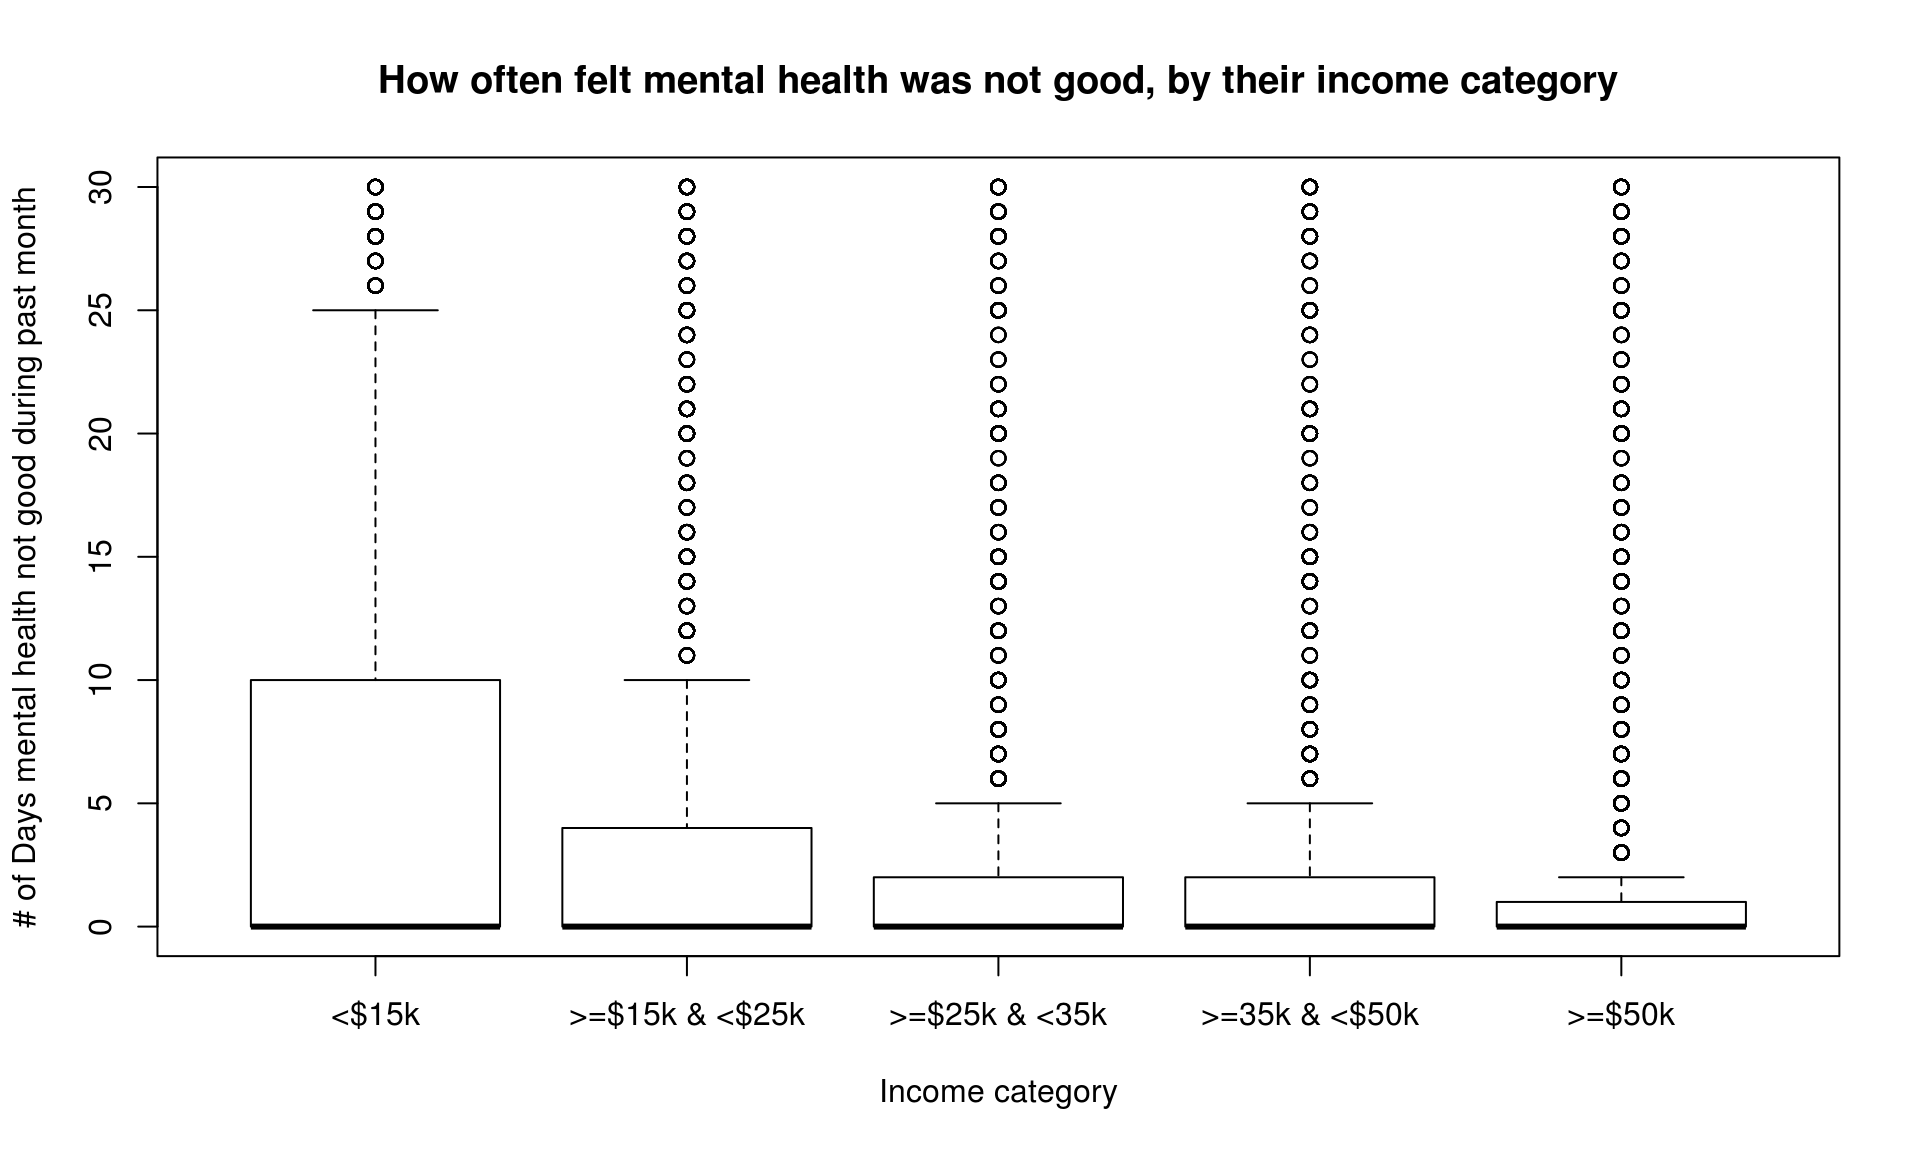 How often felt mental health was not good, by their income category
# of Days mental health not good during past month
30
25
20
15
10
5
0
<$15k
>=$15k & <$25k
>=$25k & <35k
>=35k & <$50k
>=$50k
Income category